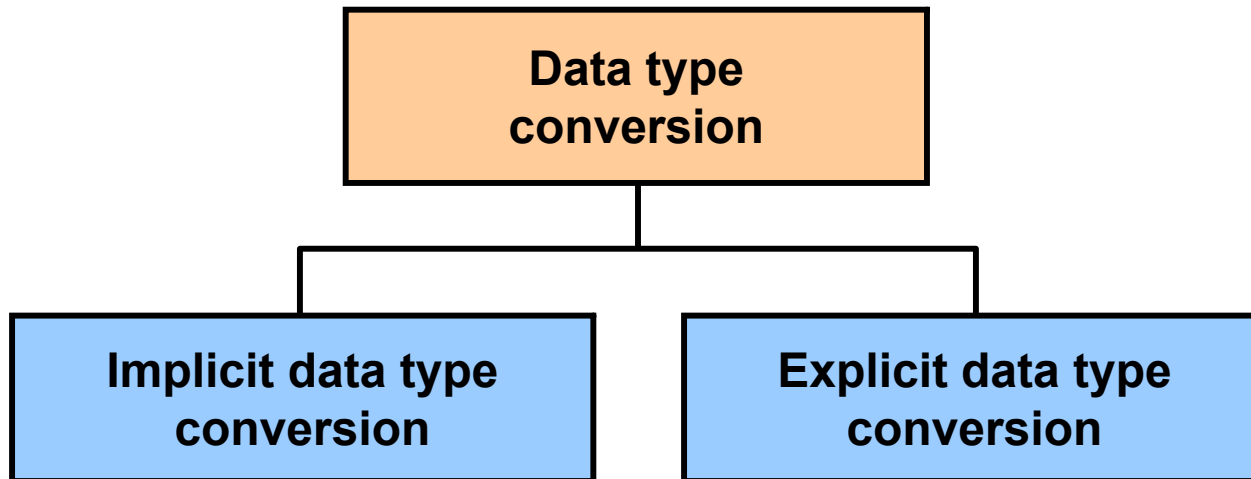 Data type
conversion
Implicit data type
conversion
Explicit data type
conversion